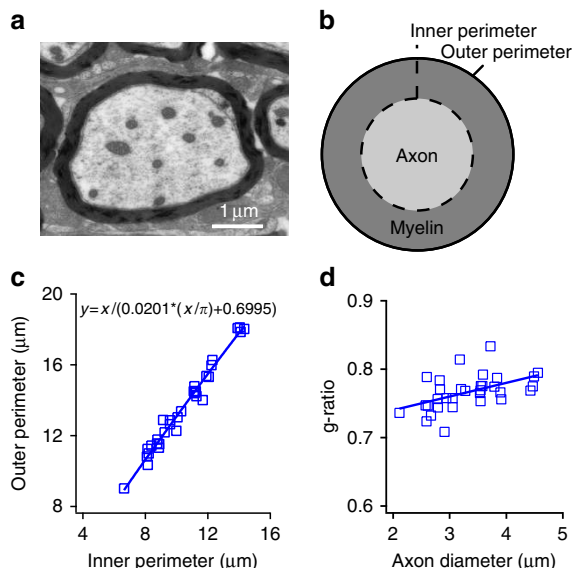 a
1 μm
b
Inner perimeter
Outer perimeter
Axon
Myelin
c
y=x/(0.0201*(x/π)+0.6995)
Outer perimeter (μm)
20
16
12
8
4
8
12
16
Inner perimeter (μm)
d
g-ratio
0.9
0.8
0.7
0.6
2
3
4
5
Axon diameter (μm)